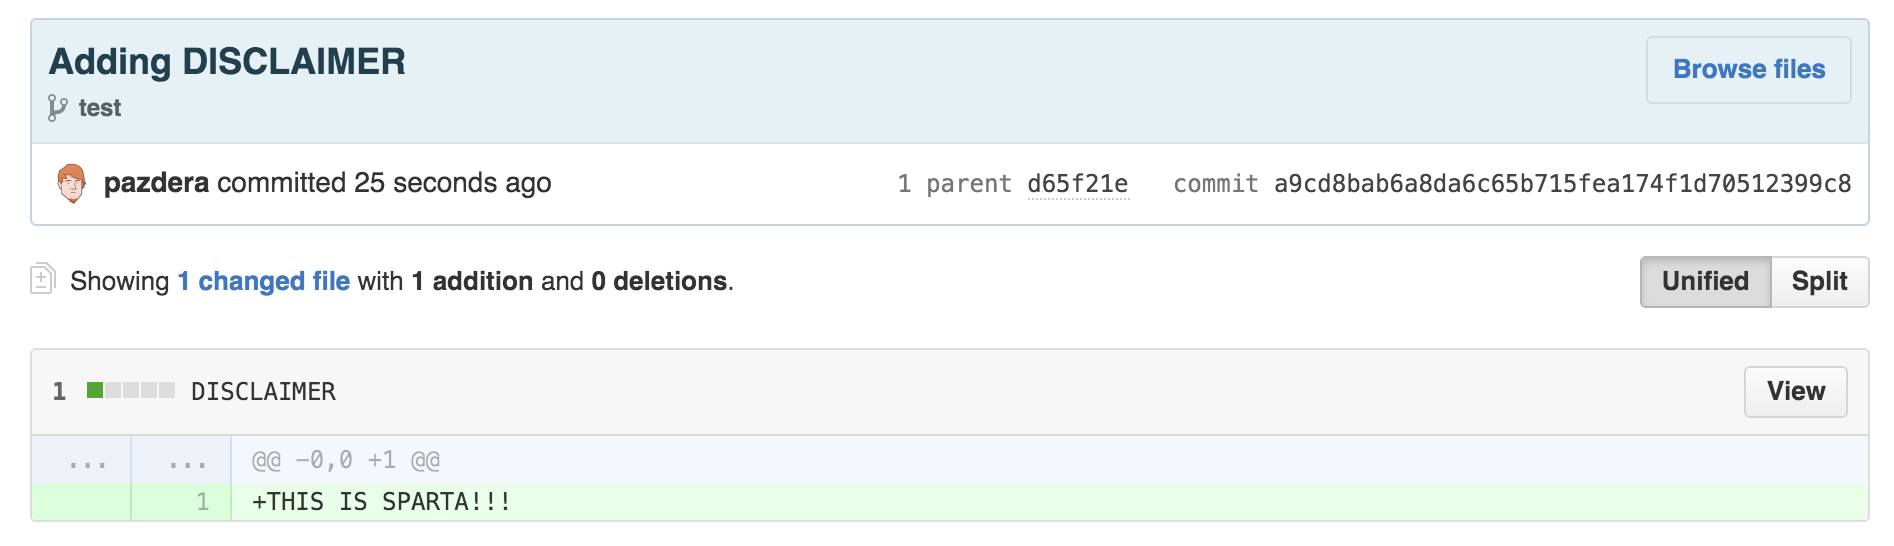 Adding DISCLAIMER
Browse files
test
pazdera committed 25 seconds ago
1 parent d65f21e commit a9cd8bab6a8da6c65b715fea174f1d70512399c8
Showing 1 changed file with 1 addition and 0 deletions.
Unified Split
1 DISCLAIMER
View
... ... @@ -0,0 +1 @@
1 +THIS IS SPARTA!!!